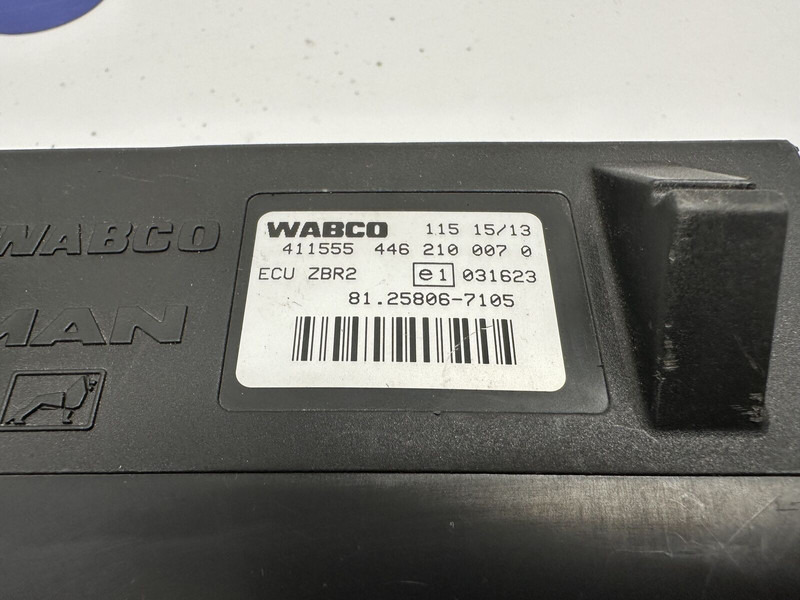 WABCO
MAN
WABCO 115 15/13
411555 446 210 007 0
ECU ZBR2 e1 031623
81.25806-7105